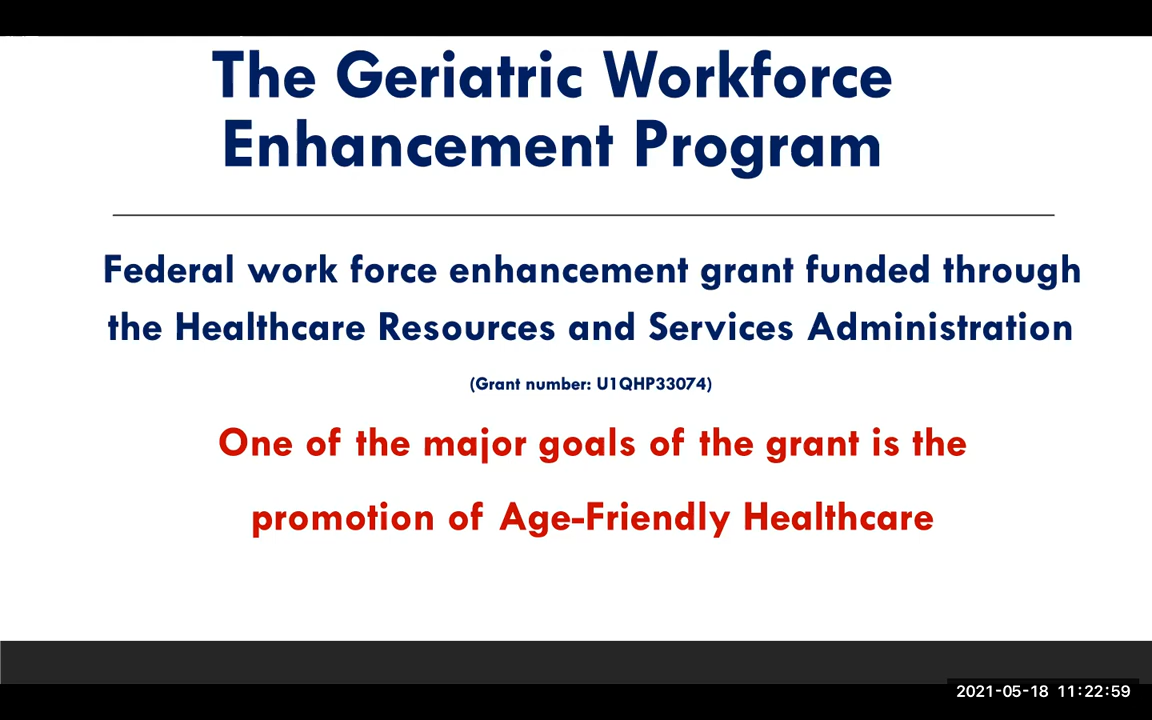 The Geriatric Workforce
Enhancement Program
Federal work force enhancement grant funded through
the Healthcare Resources and Services Administration
(Grant number: U1QHP33074)
One of the major goals of the grant is the
promotion of Age-Friendly Healthcare
2021-05-18 11:22:59